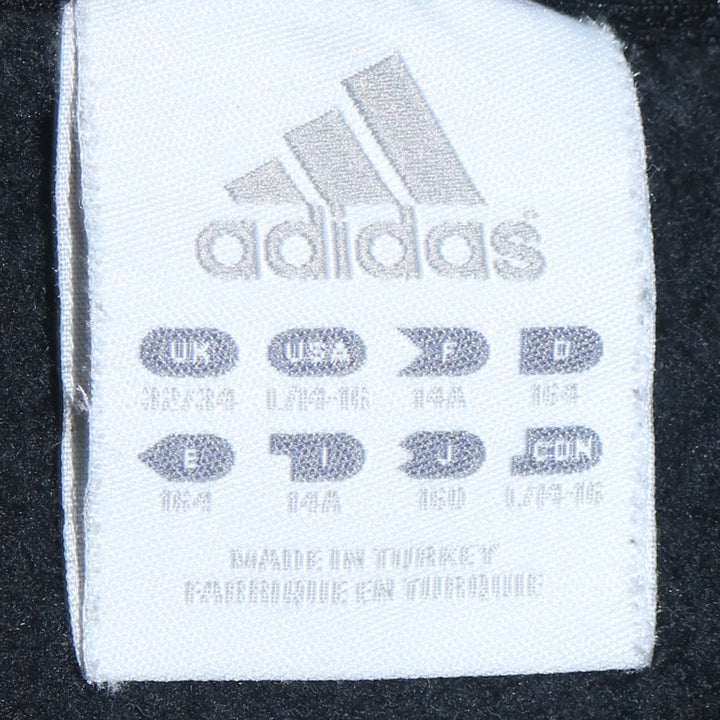 adidas
UK USA F D
32/34 L/14-16 14A 164
E I J CDN
164 14A 160 L/14-16
MADE IN TURKEY
FABRIQUE EN TURQUIE